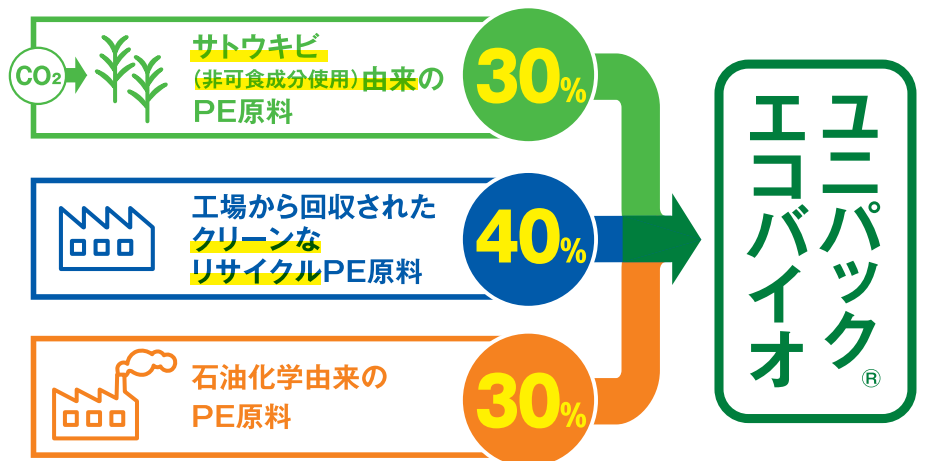 CO₂
サトウキビ
（非可食成分使用）由来の
PE原料
30%
工場から回収された
クリーンな
リサイクルPE原料
40%
石油化学由来の
PE原料
30%
ユニパック
エコバイオ®